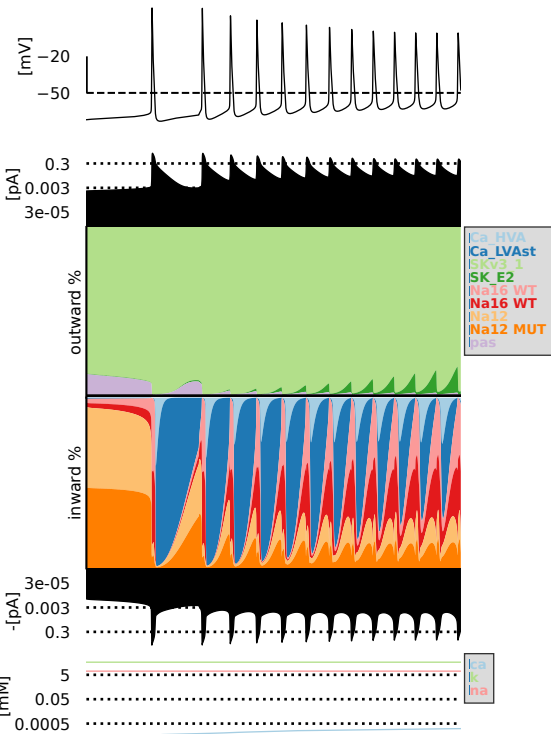 [mV]
−20
−50
[pA]
0.3
0.003
3e-05
outward %
Ca_HVA
Ca_LVAst
SKv3_1
SK_E2
Na16 WT
Na16 WT
Na12
Na12 MUT
pas
inward %
-[pA]
3e-05
0.003
0.3
[mM]
5
0.05
0.0005
ca
k
na